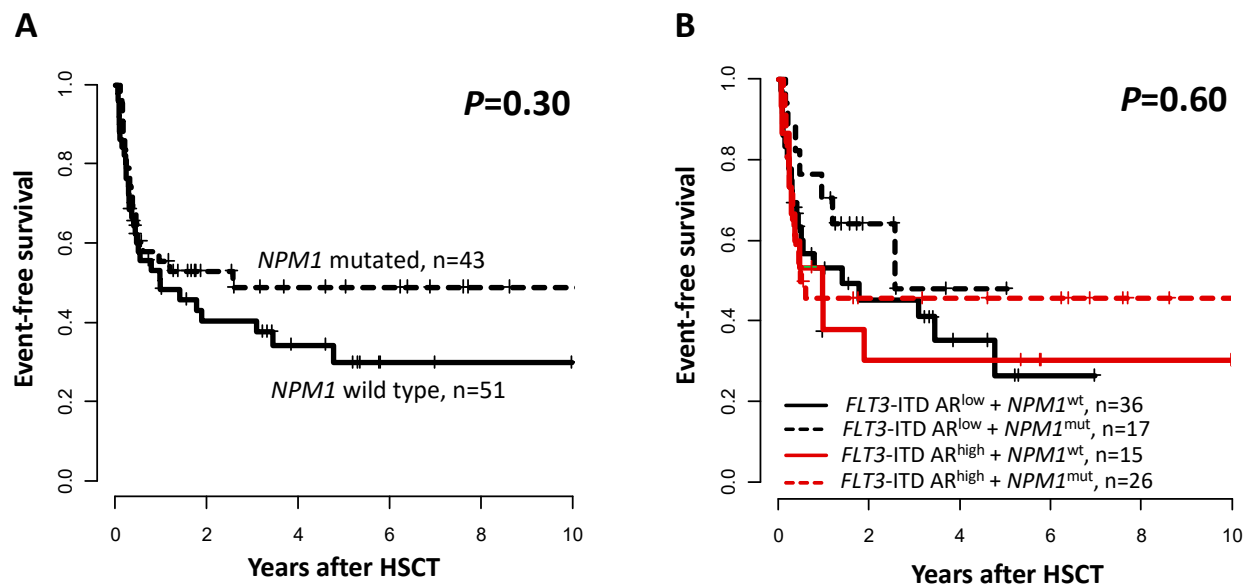 A
P=0.30
Event-free survival
1.0
0.8
0.6
0.4
0.2
0.0
NPM1 mutated, n=43
NPM1 wild type, n=51
0 2 4 6 8 10
Years after HSCT
B
P=0.60
Event-free survival
1.0
0.8
0.6
0.4
0.2
0.0
FLT3-ITD ARlow + NPM1wt, n=36
FLT3-ITD ARlow + NPM1mut, n=17
FLT3-ITD ARhigh + NPM1wt, n=15
FLT3-ITD ARhigh + NPM1mut, n=26
0 2 4 6 8 10
Years after HSCT